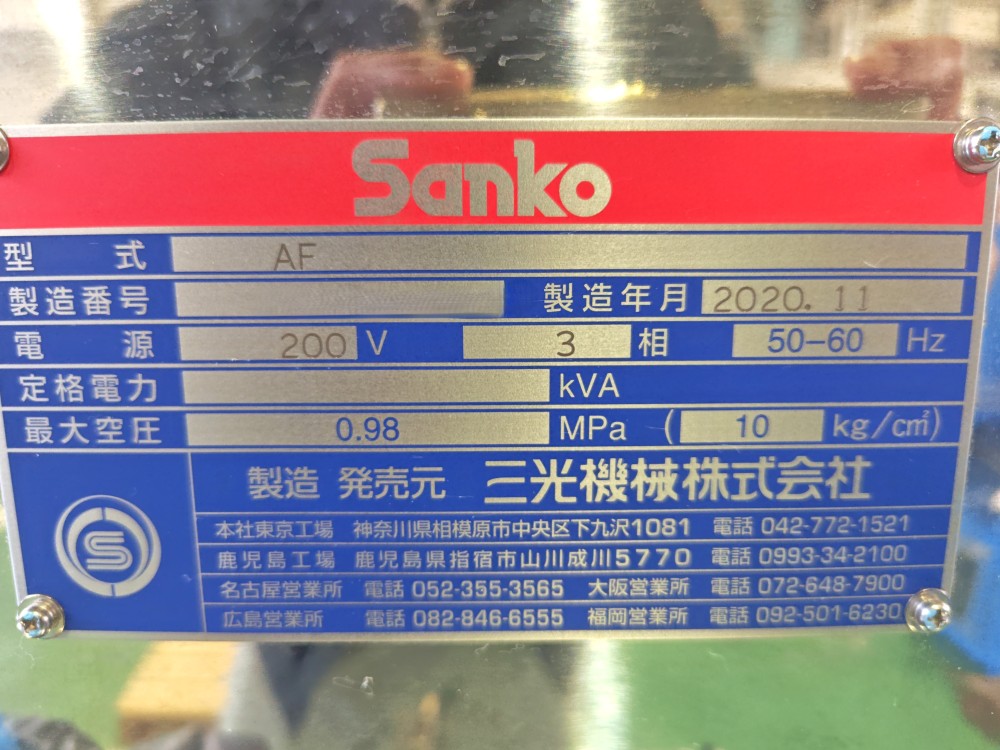 Sanko
型式 AF
製造番号 製造年月 2020.11
電源 200 V 3 相 50-60 Hz
定格電力 kVA
最大空圧 0.98 MPa ( 10 kg/cm²)
製造 発売元 三光機械株式会社
本社東京工場 神奈川県相模原市中央区下九沢1081 電話 042-772-1521
鹿児島工場 鹿児島県指宿市山川成川5770 電話 0993-34-2100
名古屋営業所 電話 052-355-3565 大阪営業所 電話 072-648-7900
広島営業所 電話 082-846-6555 福岡営業所 電話 092-501-6230
S